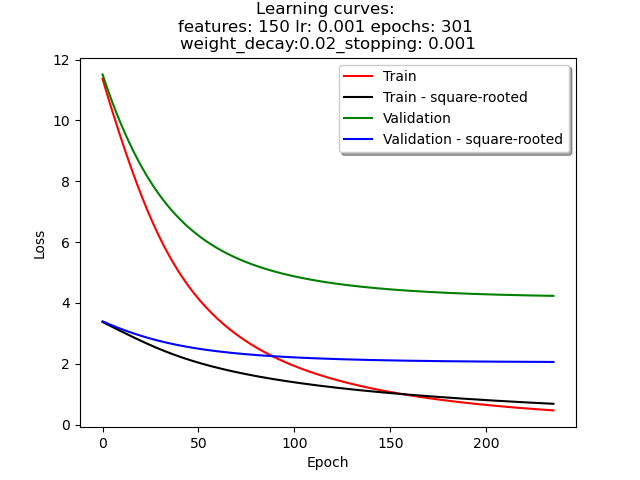 Learning curves:
features: 150 lr: 0.001 epochs: 301
weight_decay:0.02_stopping: 0.001
Train
Train - square-rooted
Validation
Validation - square-rooted
12
10
8
6
4
2
0
Loss
0 50 100 150 200
Epoch